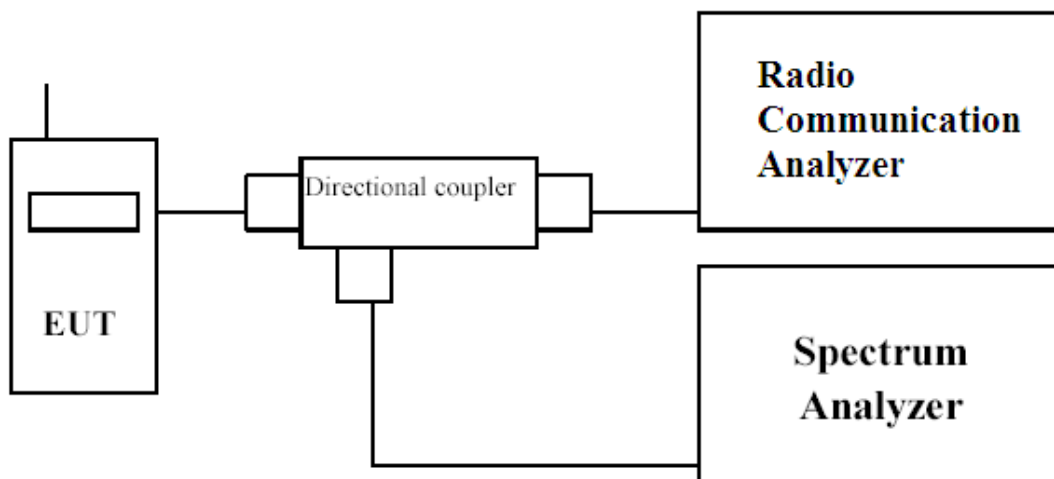 Radio
Communication
Analyzer
Directional coupler
EUT
Spectrum
Analyzer